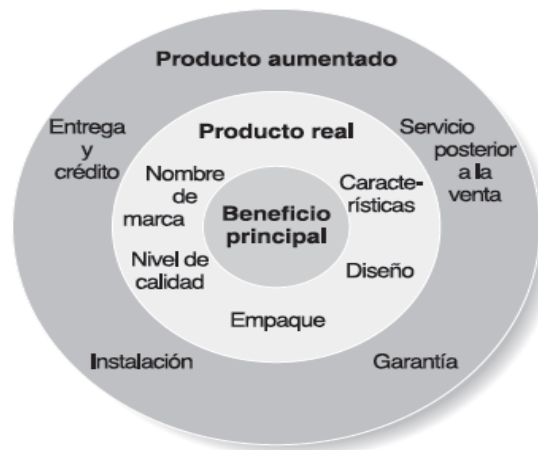 Producto aumentado
Entrega
y
crédito
Producto real
Servicio
posterior
a la
venta
Nombre
de
marca
Caracte-
rísticas
Beneficio
principal
Nivel de
calidad
Diseño
Empaque
Instalación
Garantía